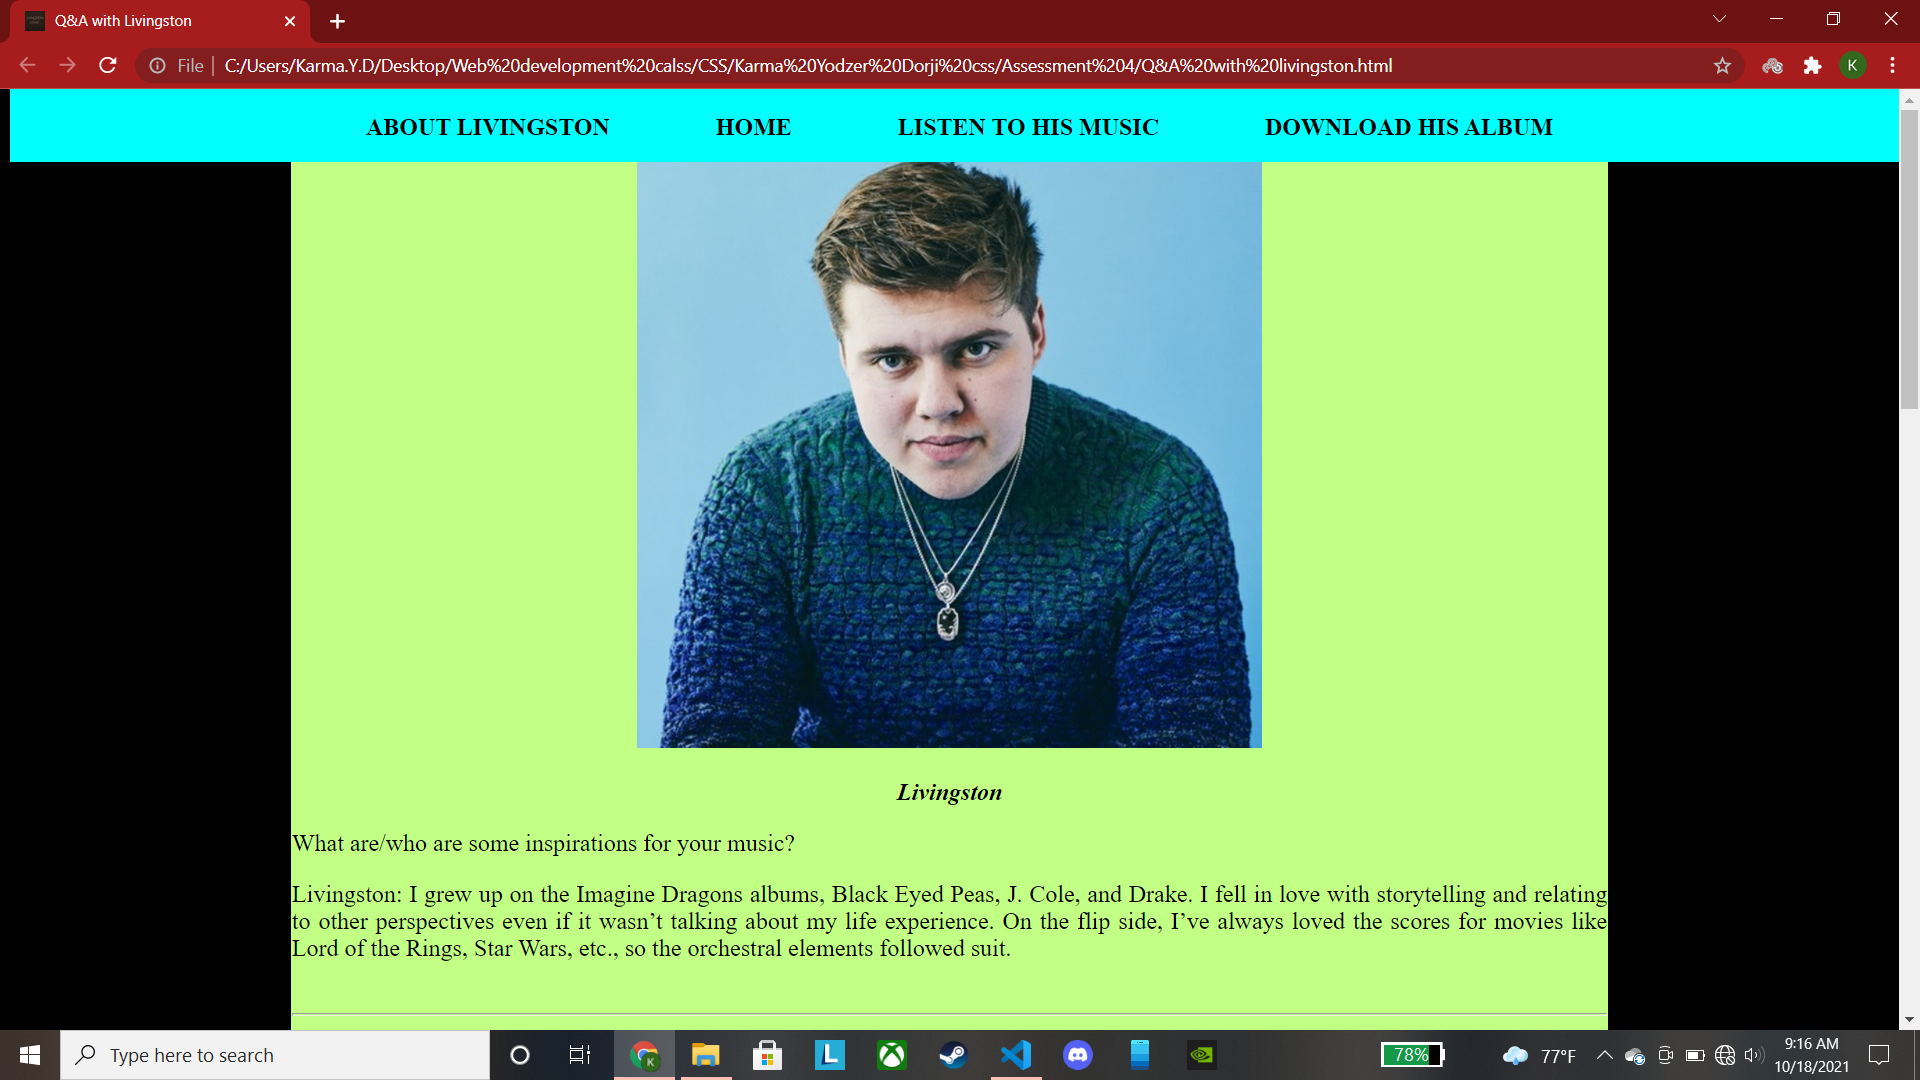 Q&A with Livingston
File
C:/Users/Karma.Y.D/Desktop/Web%20development%20calss/CSS/Karma%20Yodzer%20Dorji%20css/Assessment%204/Q&A%20with%20livingston.html
K
ABOUT LIVINGSTON HOME LISTEN TO HIS MUSIC DOWNLOAD HIS ALBUM
Livingston
What are/who are some inspirations for your music?
Livingston: I grew up on the Imagine Dragons albums, Black Eyed Peas, J. Cole, and Drake. I fell in love with storytelling and relating
to other perspectives even if it wasn’t talking about my life experience. On the flip side, I’ve always loved the scores for movies like
Lord of the Rings, Star Wars, etc., so the orchestral elements followed suit.
Type here to search
K
L
78%
77°F
9:16 AM
10/18/2021